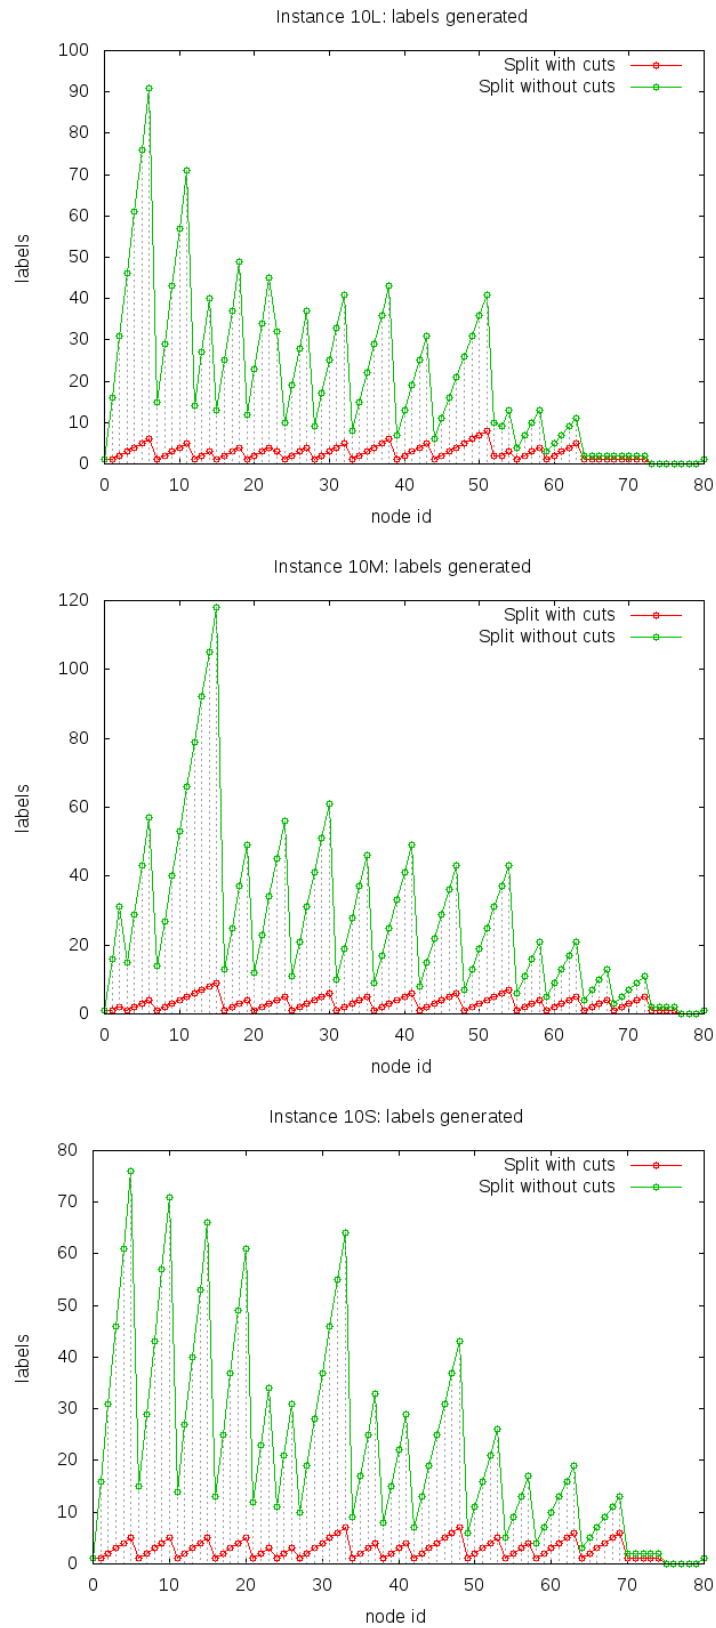 Instance 10L: labels generated
Split with cuts
Split without cuts
labels
100
90
80
70
60
50
40
30
20
10
0
0 10 20 30 40 50 60 70 80
node id
Instance 10M: labels generated
Split with cuts
Split without cuts
labels
120
100
80
60
40
20
0
0 10 20 30 40 50 60 70 80
node id
Instance 10S: labels generated
Split with cuts
Split without cuts
labels
80
70
60
50
40
30
20
10
0
0 10 20 30 40 50 60 70 80
node id